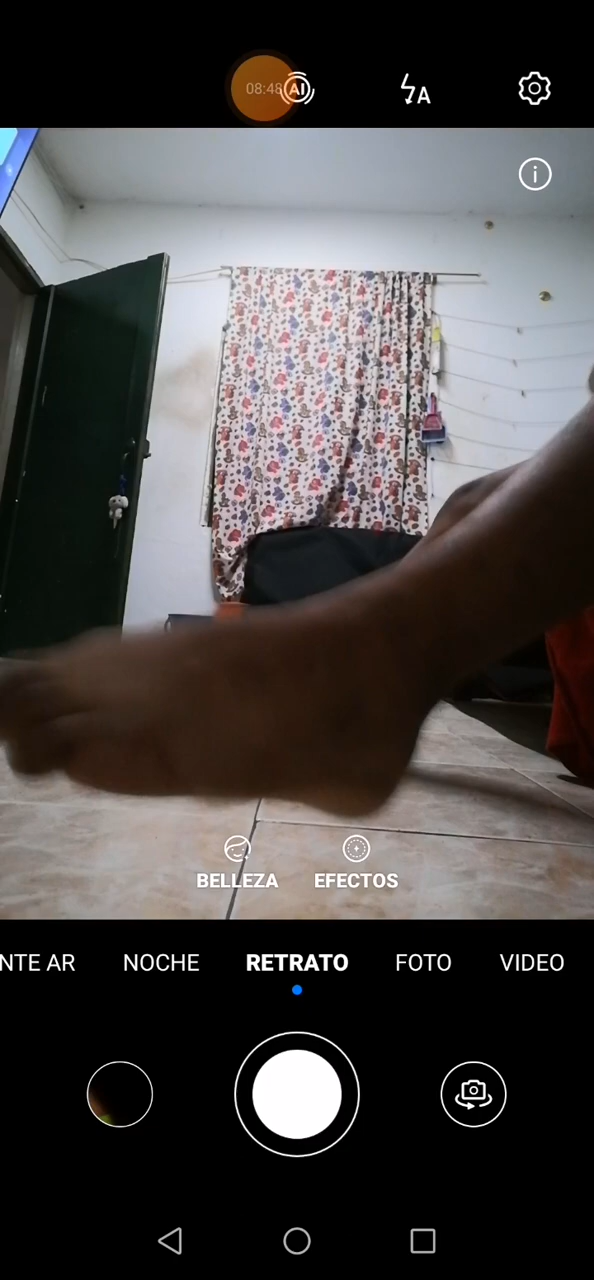 08:48
AI
A
i
BELLEZA EFECTOS
NTE AR NOCHE RETRATO FOTO VIDEO